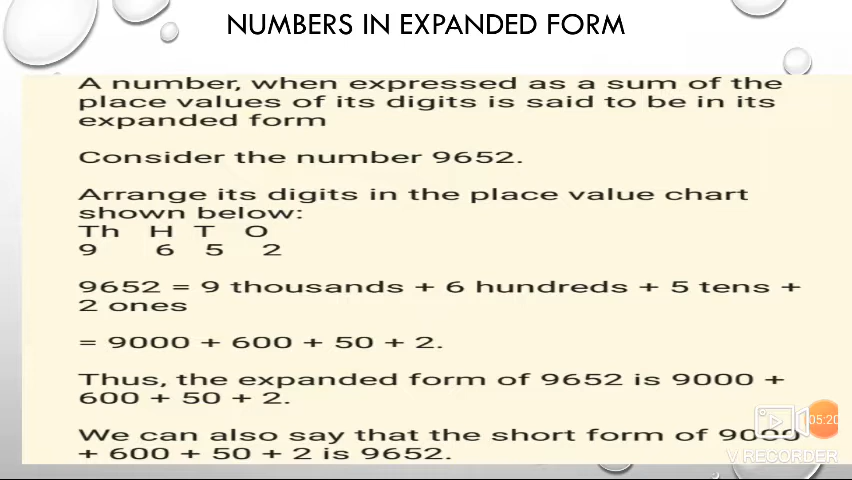 NUMBERS IN EXPANDED FORM
A number, when expressed as a sum of the
place values of its digits is said to be in its
expanded form
Consider the number 9652.
Arrange its digits in the place value chart
shown below:
Th H T O
9 6 5 2
9652 = 9 thousands + 6 hundreds + 5 tens +
2 ones
= 9000 + 600 + 50 + 2.
Thus, the expanded form of 9652 is 9000 +
600 + 50 + 2.
We can also say that the short form of 9000
+ 600 + 50 + 2 is 9652.
05:20
V RECORDER